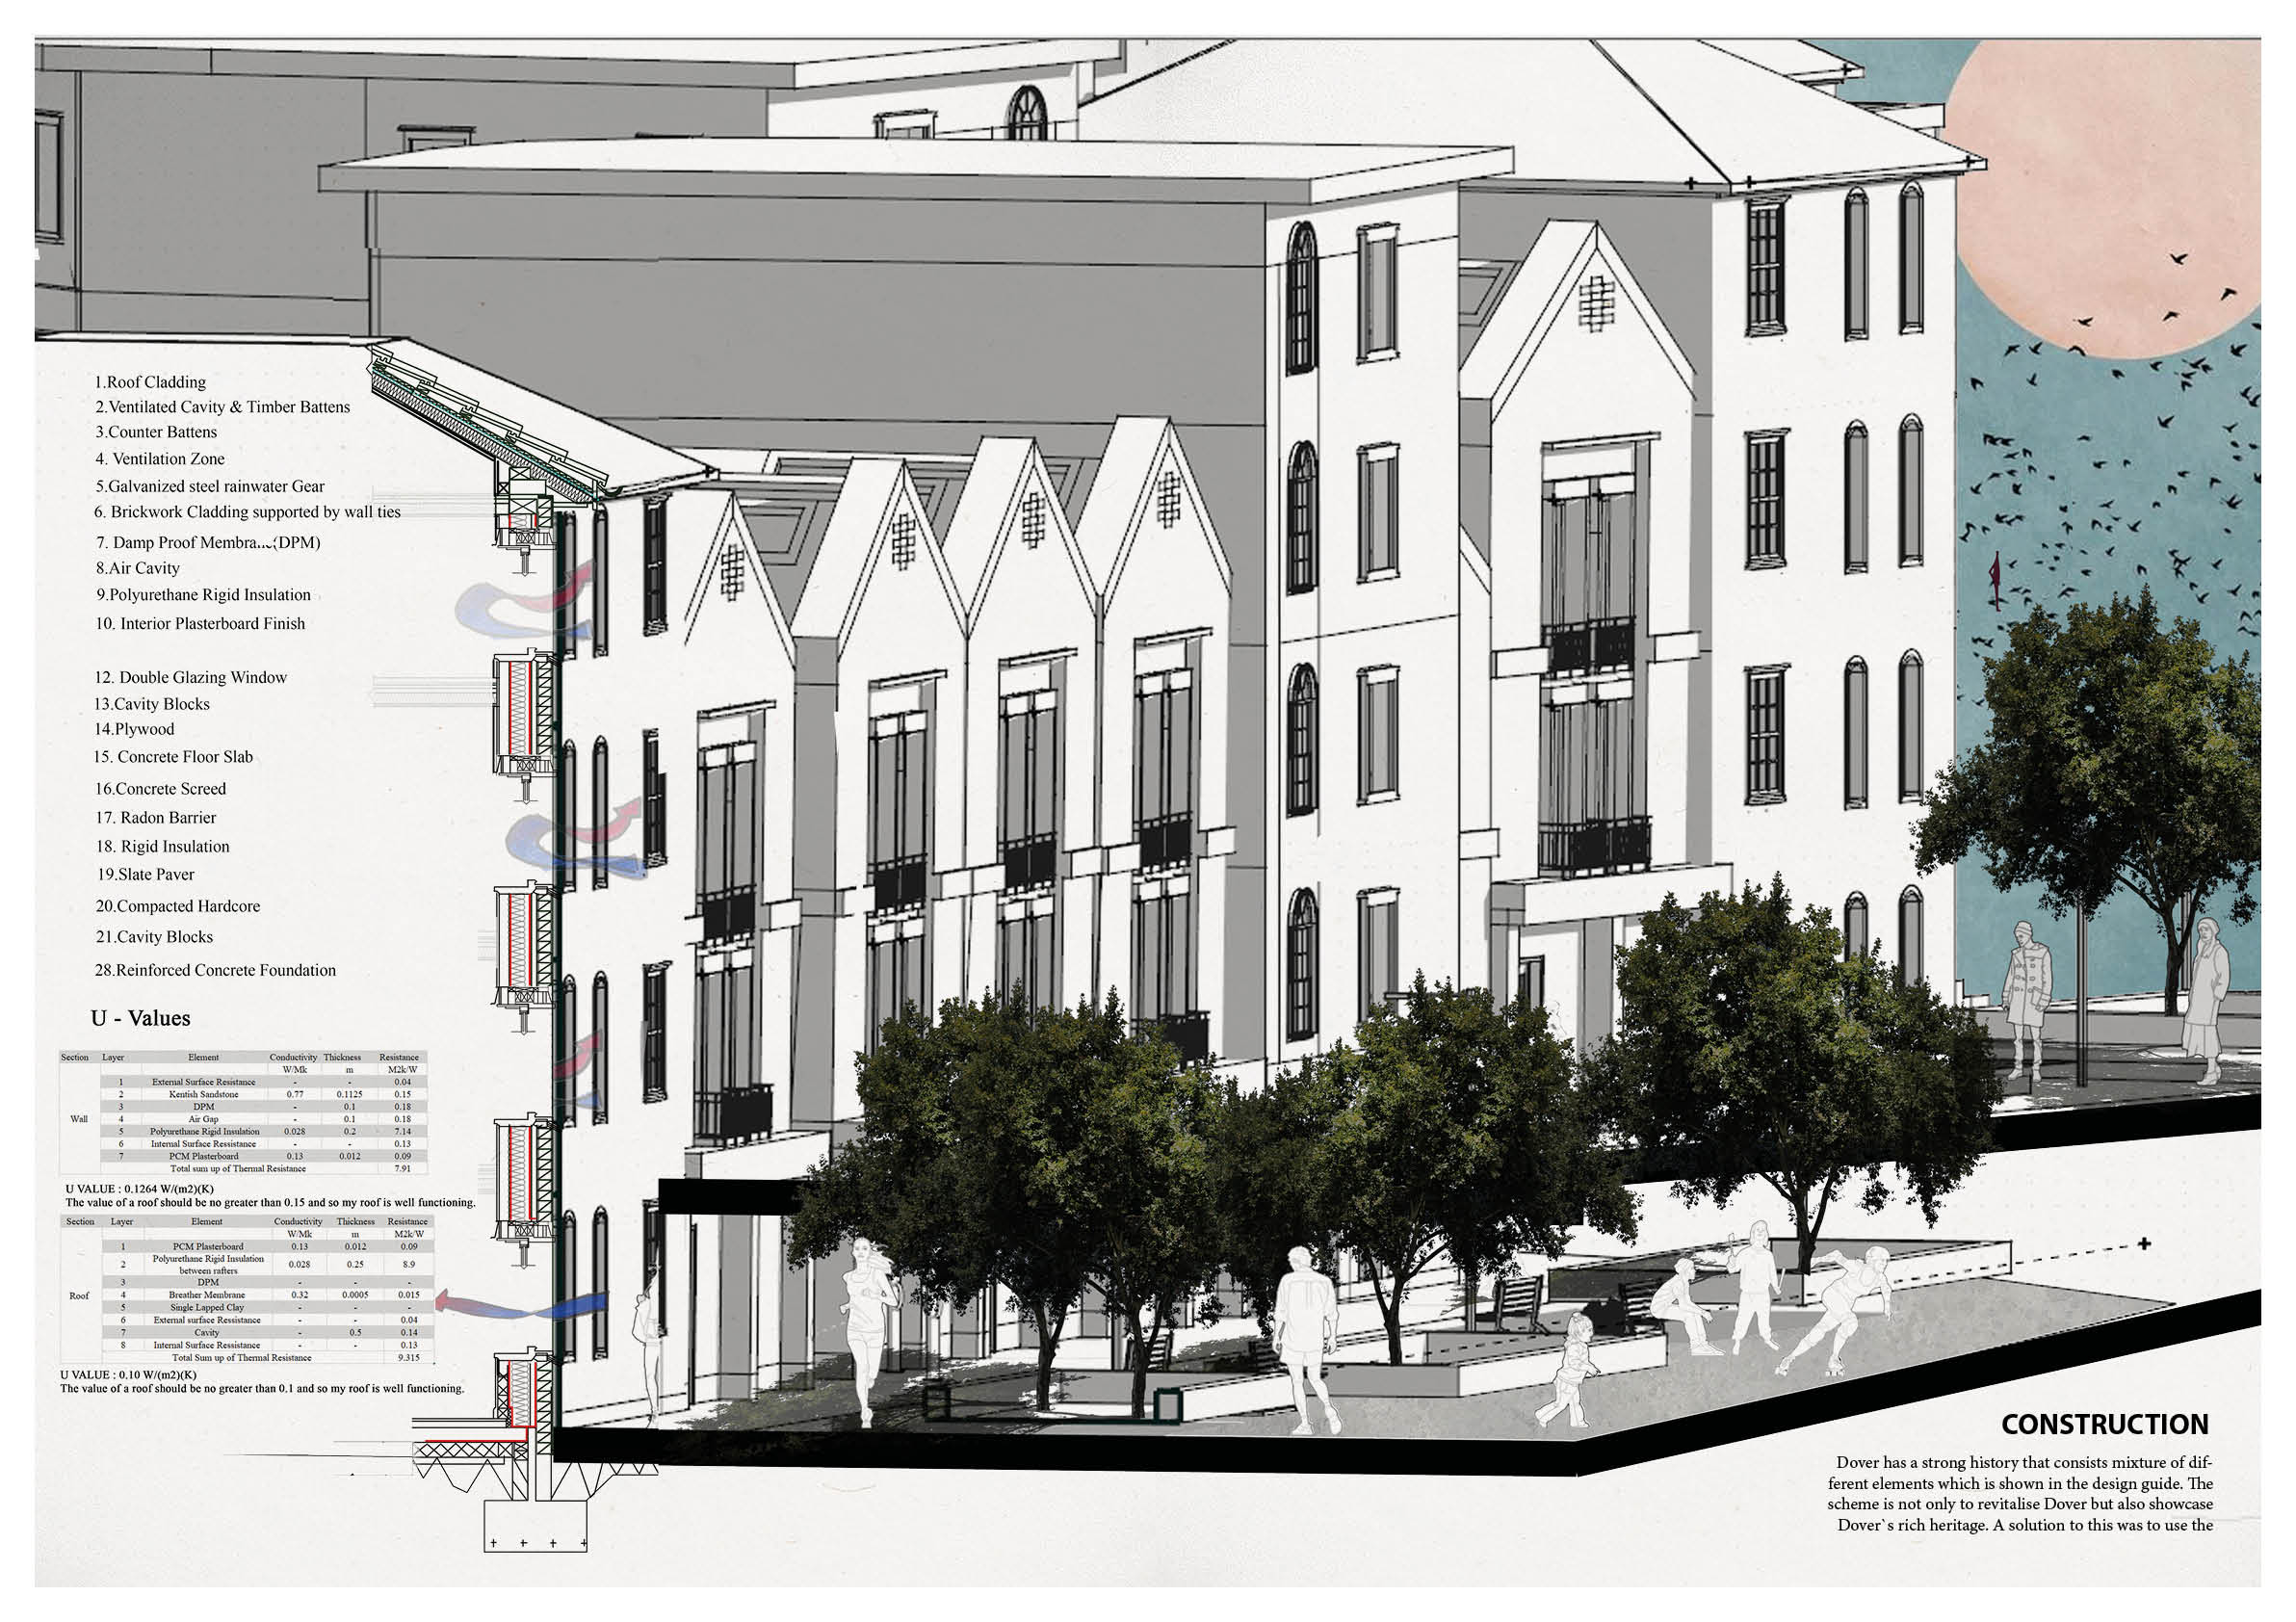 1.Roof Cladding
2.Ventilated Cavity & Timber Battens
3.Counter Battens
4. Ventilation Zone
5.Galvanized steel rainwater Gear
6. Brickwork Cladding supported by wall ties
7. Damp Proof (DPM)
8.Air Cavity
9.Polyurethane Rigid Insulation
10. Interior Plasterboard Finish
12. Double Glazing Window
13.Cavity Blocks
14.Plywood
15. Concrete Floor Slab
16.Concrete Screed
17. Radon Barrier
18. Rigid Insulation
19.Slate Paver
20.Compacted Hardcore
21.Cavity Blocks
28.Reinforced Concrete Foundation
U - Values
Section Layer Element Conductivity Thickness Resistance
W/Mk m M2k/W
1 External Surface Resistance - - 0.04
2 Kentish Sandstone 0.77 0.1125 0.15
3 DPM - 0.1 0.18
Wall 4 Air Gap - 0.1 0.18
5 Polyurethane Rigid Insulation 0.028 0.2 7.14
6 Internal Surface Ressistance - - 0.13
7 PCM Plasterboard 0.13 0.012 0.09
Total sum up of Thermal Resistance 7.91
U VALUE : 0.1264 W/(m2)(K)
The value of a roof should be no greater than 0.15 and so my roof is well functioning.
Section Layer Element Conductivity Thickness Resistance
W/Mk m M2k/W
1 PCM Plasterboard 0.13 0.012 0.09
2 Polyurethane Rigid Insulation between rafters 0.028 0.25 8.9
3 DPM - - -
Roof 4 Breather Membrane 0.32 0.0005 0.015
5 Single Lapped Clay - - -
6 External surface Ressistance - - 0.04
7 Cavity - 0.5 0.14
8 Internal Surface Ressistance - - 0.13
Total Sum up of Thermal Resistance 9.315
U VALUE : 0.10 W/(m2)(K)
The value of a roof should be no greater than 0.1 and so my roof is well functioning.
CONSTRUCTION
Dover has a strong history that consists mixture of dif-
ferent elements which is shown in the design guide. The
scheme is not only to revitalise Dover but also showcase
Dover`s rich heritage. A solution to this was to use the